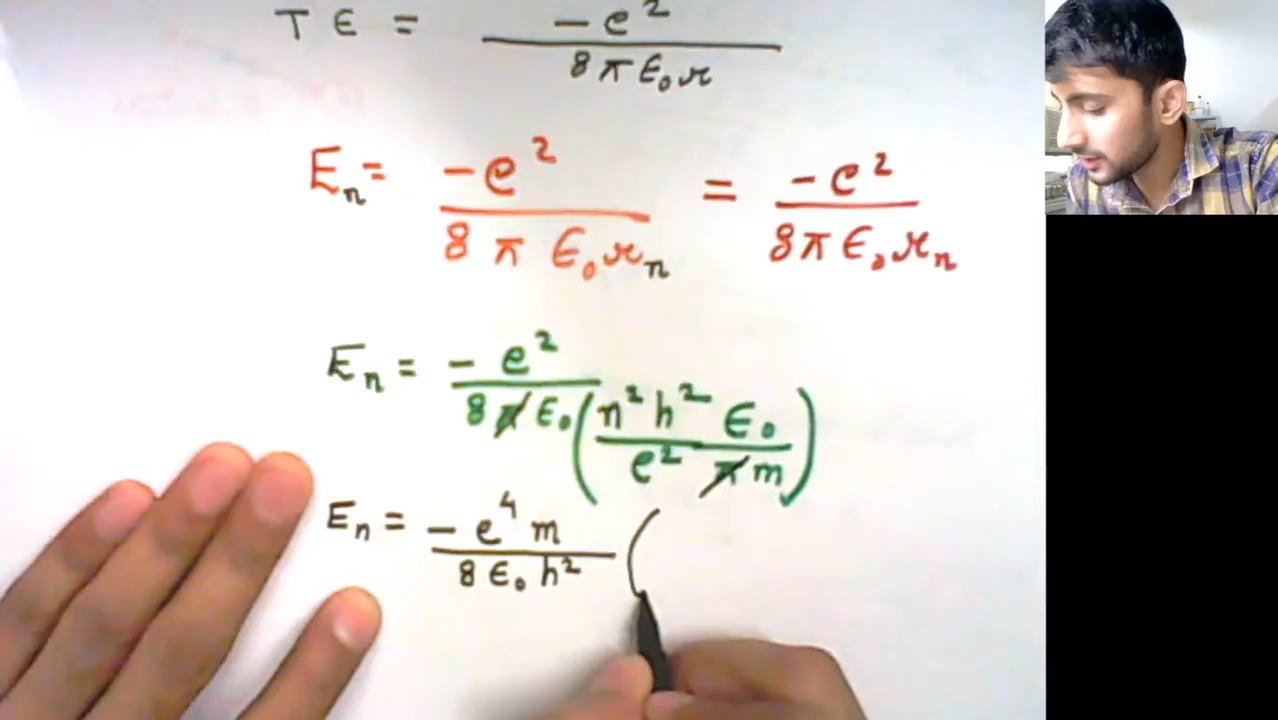 TE = -e² / 8πε₀r
Eₙ = -e² / 8πε₀rₙ = -e² / 8πε₀rₙ
Eₙ = -e² / 8πε₀ (n²h²ε₀ / e²πm)
Eₙ = -e⁴m / 8ε₀h² (